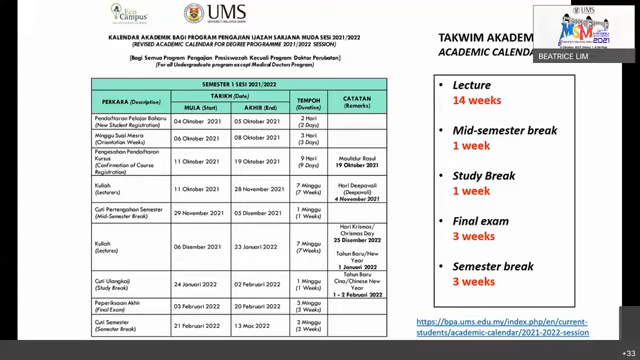 Eco
Campus
UMS
UNIVERSITI MALAYSIA SABAH
KALENDAR AKADEMIK BAGI PROGRAM PENGAJIAN IJAZAH SARJANA MUDA SESI 2021/2022
(REVISED ACADEMIC CALENDAR FOR DEGREE PROGRAMME 2021/2022 SESSION)
[Bagi Semua Program Pengajian Prasiswazah Kecuali Program Doktor Perubatan]
(For all Undergraduate program except Medical Doctors Program)
SEMESTER 1 SESI 2021/2022
PERKARA (Description)
TARIKH (Date)
MULA (Start)
AKHIR (End)
TEMPOH
(Duration)
CATATAN
(Remarks)
Pendaftaran Pelajar Baharu
(New Student Registration)
04 Oktober 2021
05 Oktober 2021
2 Hari
(2 Days)
Minggu Suai Mesra
(Orientation Weeks)
06 Oktober 2021
08 Oktober 2021
3 Hari
(3 Days)
Pengesahan Pendaftaran
Kursus
(Confirmation of Course
Registration)
11 Oktober 2021
19 Oktober 2021
9 Hari
(9 Days)
Maulidur Rasul
19 Oktober 2021
Kuliah
(Lecturers)
11 Oktober 2021
28 November 2021
7 Minggu
(7 Weeks)
Hari Deepavali
(Deepavali)
4 November 2021
Cuti Pertengahan Semester
(Mid-Semester Break)
29 November 2021
05 Disember 2021
1 Minggu
(1 Weeks)
Kuliah
(Lectures)
06 Disember 2021
23 Januari 2022
7 Minggu
(7 Weeks)
Hari Krismas/
Chrismas Day
25 Disember 2022
Tahun Baru/New
Year
1 Januari 2022
Cuti Ulangkaji
(Study Break)
24 Januari 2022
02 Februari 2022
1 Minggu
(1 Weeks)
Tahun Baru
Cina/Chinese New
Year
1 - 2 Februari 2022
Peperiksaan Akhir
(Final Exam)
03 Februari 2022
20 Februari 2022
3 Minggu
(3 Weeks)
Cuti Semester
(Semester Break)
21 Februari 2022
13 Mac 2022
3 Minggu
(3 Weeks)
TAKWIM AKADEM
ACADEMIC CALENDA
MSM
2021
BEATRICE LIM
• Lecture
14 weeks
• Mid-semester break
1 week
• Study Break
1 week
• Final exam
3 weeks
• Semester break
3 weeks
https://bpa.ums.edu.my/index.php/en/current-
students/academic-calendar/2021-2022-session
+33